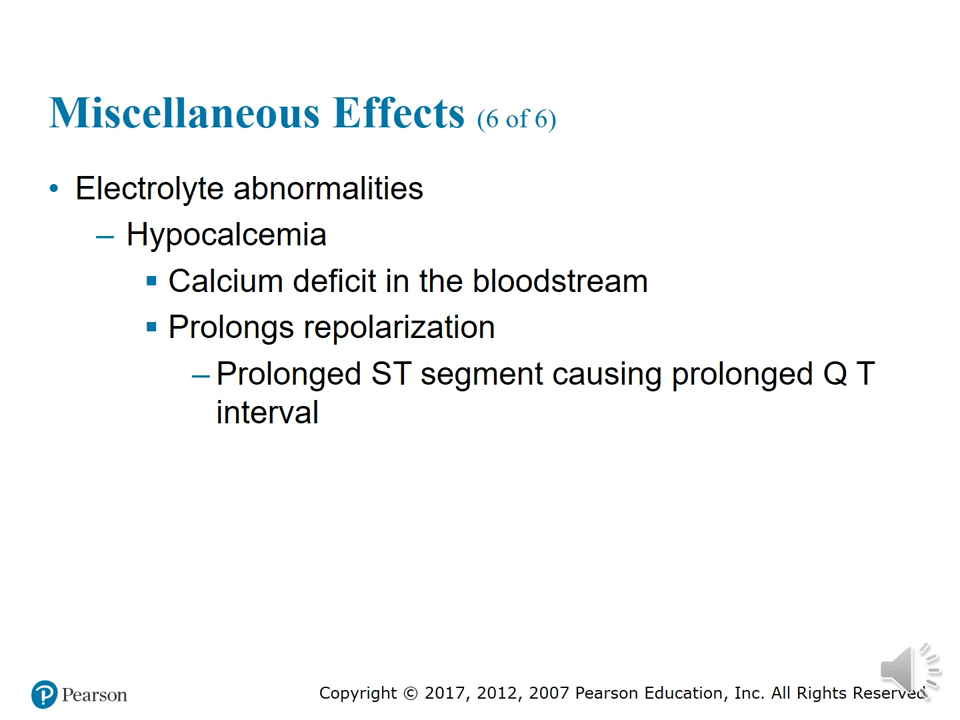 Miscellaneous Effects (6 of 6)
• Electrolyte abnormalities
– Hypocalcemia
▪ Calcium deficit in the bloodstream
▪ Prolongs repolarization
– Prolonged ST segment causing prolonged Q T
interval
Pearson
Copyright © 2017, 2012, 2007 Pearson Education, Inc. All Rights Reserved